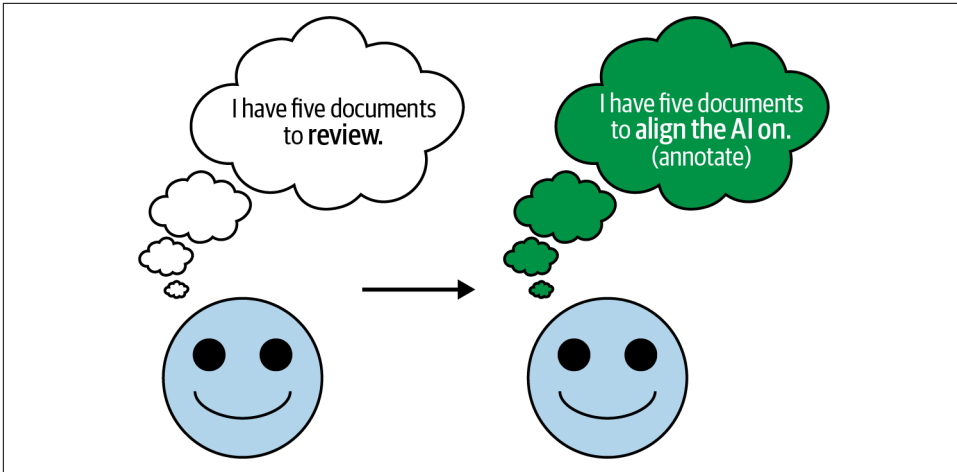 I have five documents
to review.
I have five documents
to align the AI on.
(annotate)